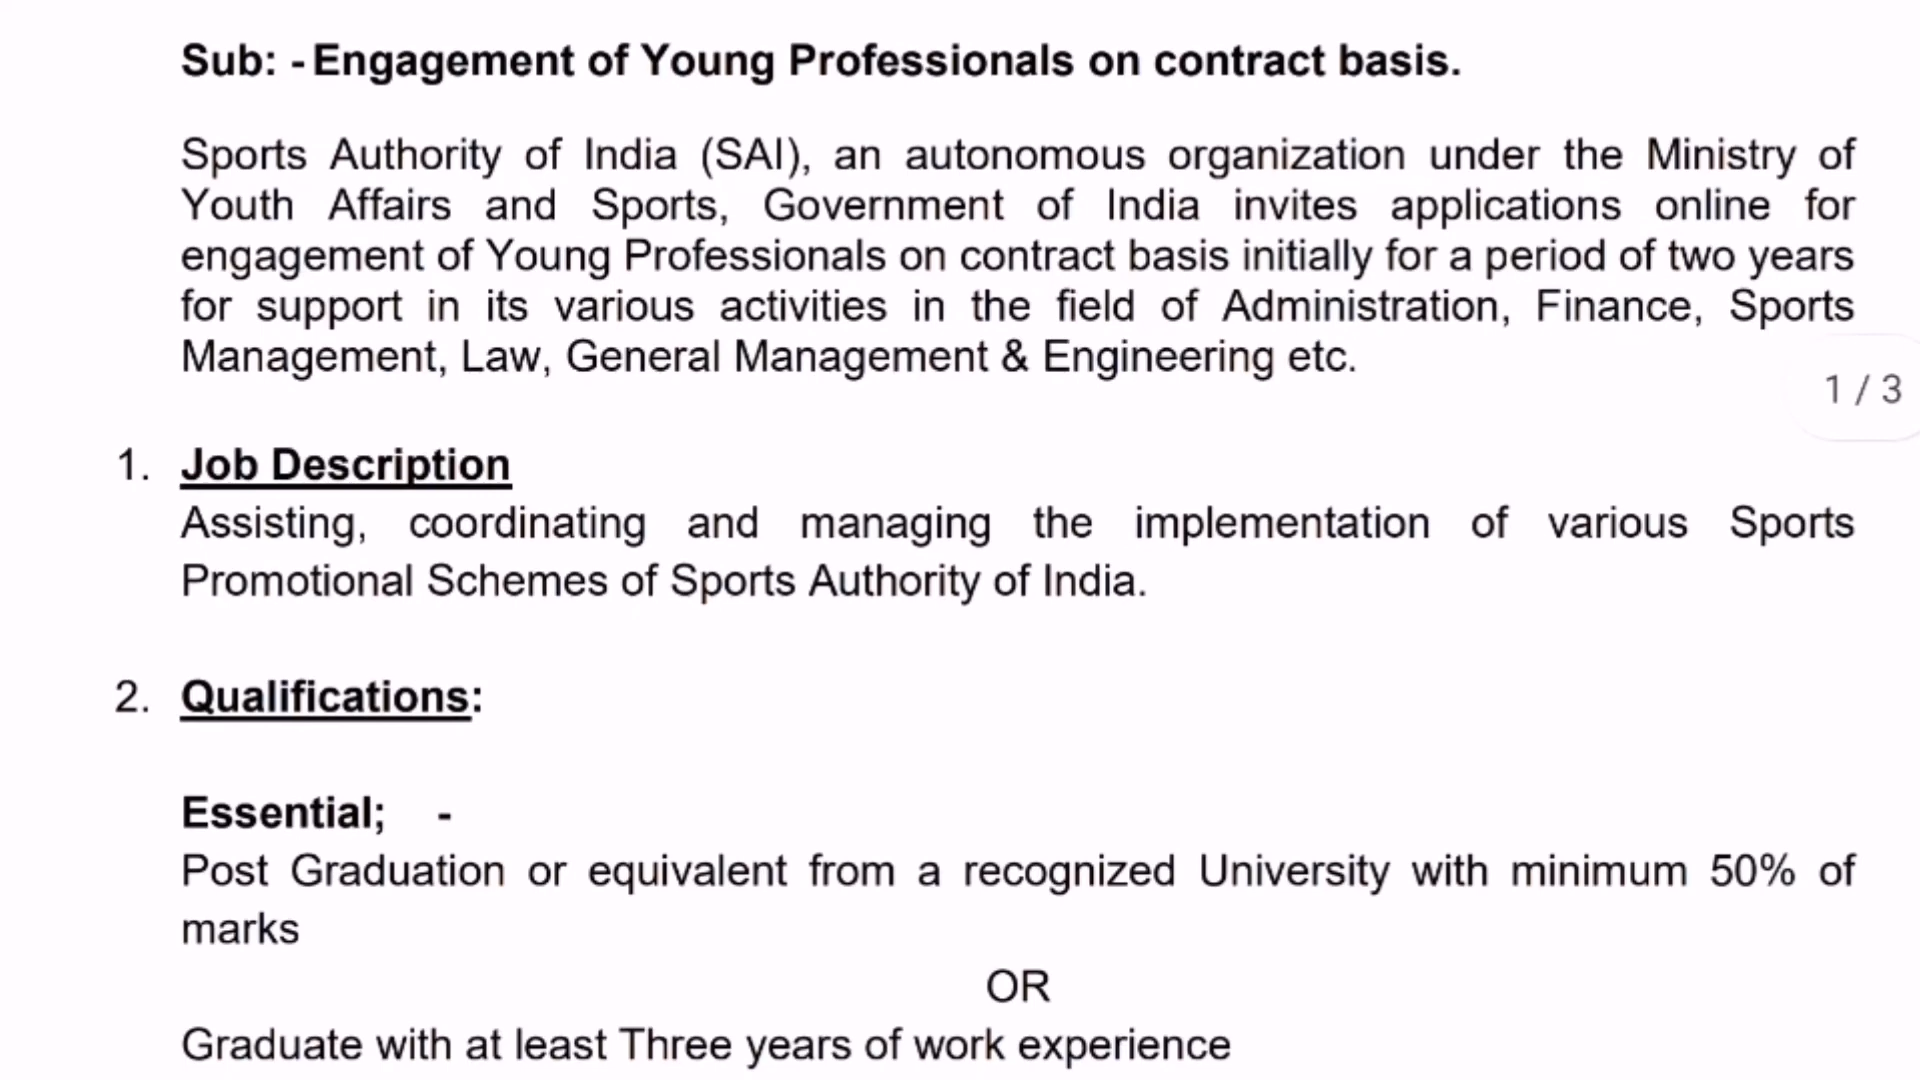 Sub: - Engagement of Young Professionals on contract basis.
Sports Authority of India (SAI), an autonomous organization under the Ministry of
Youth Affairs and Sports, Government of India invites applications online for
engagement of Young Professionals on contract basis initially for a period of two years
for support in its various activities in the field of Administration, Finance, Sports
Management, Law, General Management & Engineering etc.
1 / 3
1. Job Description
Assisting, coordinating and managing the implementation of various Sports
Promotional Schemes of Sports Authority of India.
2. Qualifications:
Essential; -
Post Graduation or equivalent from a recognized University with minimum 50% of
marks
OR
Graduate with at least Three years of work experience